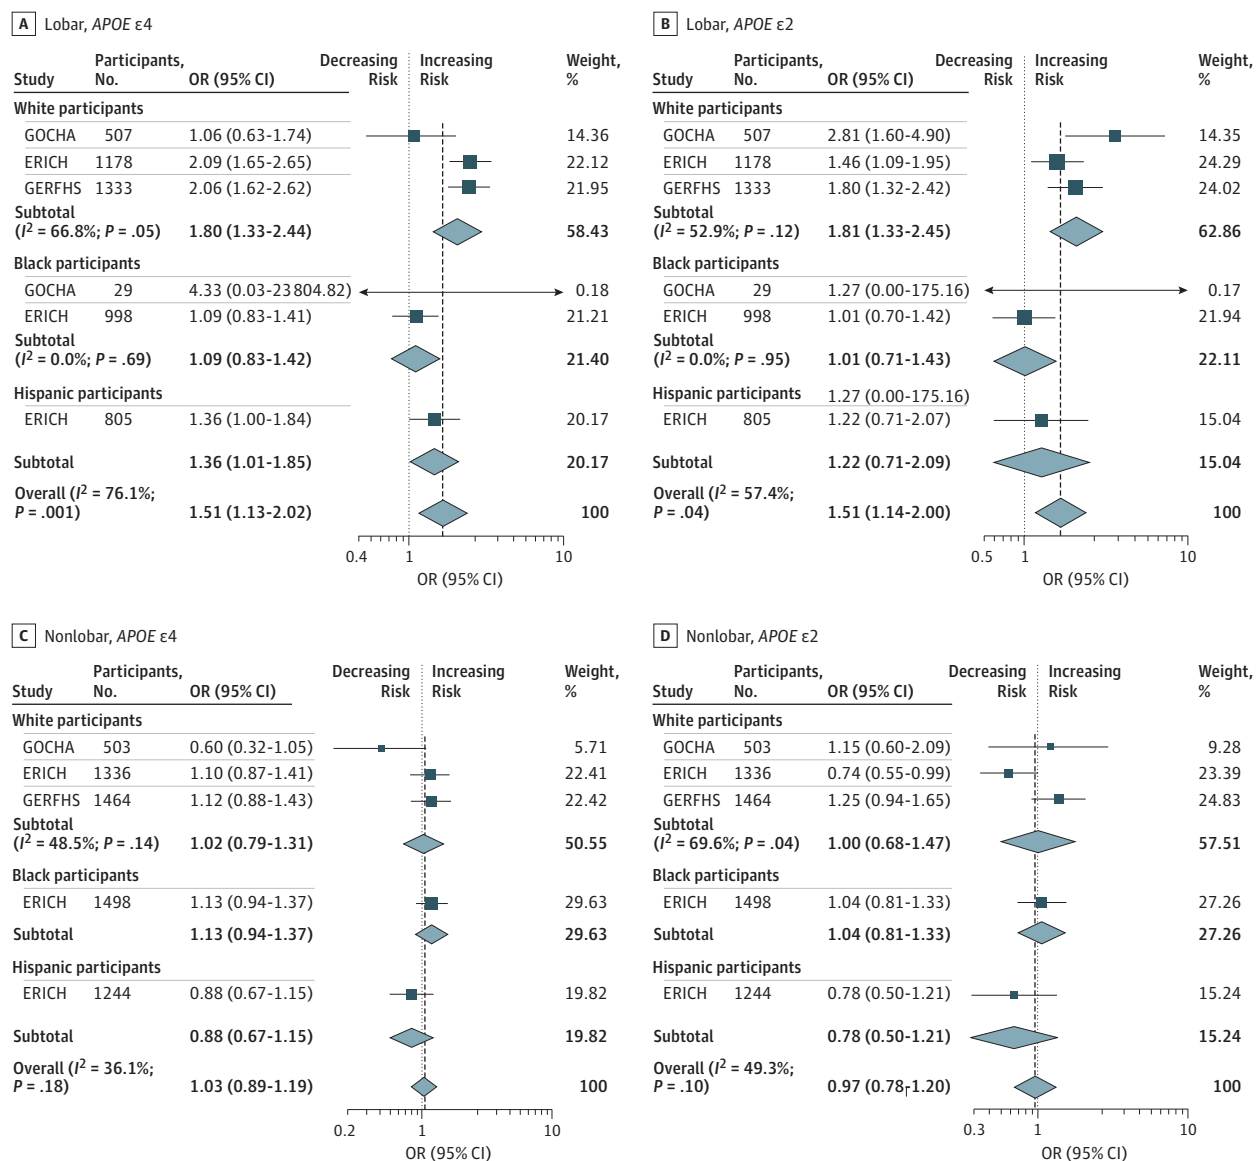 A Lobar, APOE ε4
Study Participants, No. OR (95% CI) Decreasing Risk Increasing Risk Weight, %
White participants
GOCHA 507 1.06 (0.63-1.74) 14.36
ERICH 1178 2.09 (1.65-2.65) 22.12
GERFHS 1333 2.06 (1.62-2.62) 21.95
Subtotal
(I² = 66.8%; P = .05) 1.80 (1.33-2.44) 58.43
Black participants
GOCHA 29 4.33 (0.03-23 804.82) 0.18
ERICH 998 1.09 (0.83-1.41) 21.21
Subtotal
(I² = 0.0%; P = .69) 1.09 (0.83-1.42) 21.40
Hispanic participants
ERICH 805 1.36 (1.00-1.84) 20.17
Subtotal 1.36 (1.01-1.85) 20.17
Overall (I² = 76.1%;
P = .001) 1.51 (1.13-2.02) 100
0.4 1 10
OR (95% CI)
B Lobar, APOE ε2
Study Participants, No. OR (95% CI) Decreasing Risk Increasing Risk Weight, %
White participants
GOCHA 507 2.81 (1.60-4.90) 14.35
ERICH 1178 1.46 (1.09-1.95) 24.29
GERFHS 1333 1.80 (1.32-2.42) 24.02
Subtotal
(I² = 52.9%; P = .12) 1.81 (1.33-2.45) 62.86
Black participants
GOCHA 29 1.27 (0.00-175.16) 0.17
ERICH 998 1.01 (0.70-1.42) 21.94
Subtotal
(I² = 0.0%; P = .95) 1.01 (0.71-1.43) 22.11
Hispanic participants 1.27 (0.00-175.16)
ERICH 805 1.22 (0.71-2.07) 15.04
Subtotal 1.22 (0.71-2.09) 15.04
Overall (I² = 57.4%;
P = .04) 1.51 (1.14-2.00) 100
0.5 1 10
OR (95% CI)
C Nonlobar, APOE ε4
Study Participants, No. OR (95% CI) Decreasing Risk Increasing Risk Weight, %
White participants
GOCHA 503 0.60 (0.32-1.05) 5.71
ERICH 1336 1.10 (0.87-1.41) 22.41
GERFHS 1464 1.12 (0.88-1.43) 22.42
Subtotal
(I² = 48.5%; P = .14) 1.02 (0.79-1.31) 50.55
Black participants
ERICH 1498 1.13 (0.94-1.37) 29.63
Subtotal 1.13 (0.94-1.37) 29.63
Hispanic participants
ERICH 1244 0.88 (0.67-1.15) 19.82
Subtotal 0.88 (0.67-1.15) 19.82
Overall (I² = 36.1%;
P = .18) 1.03 (0.89-1.19) 100
0.2 1 10
OR (95% CI)
D Nonlobar, APOE ε2
Study Participants, No. OR (95% CI) Decreasing Risk Increasing Risk Weight, %
White participants
GOCHA 503 1.15 (0.60-2.09) 9.28
ERICH 1336 0.74 (0.55-0.99) 23.39
GERFHS 1464 1.25 (0.94-1.65) 24.83
Subtotal
(I² = 69.6%; P = .04) 1.00 (0.68-1.47) 57.51
Black participants
ERICH 1498 1.04 (0.81-1.33) 27.26
Subtotal 1.04 (0.81-1.33) 27.26
Hispanic participants
ERICH 1244 0.78 (0.50-1.21) 15.24
Subtotal 0.78 (0.50-1.21) 15.24
Overall (I² = 49.3%;
P = .10) 0.97 (0.78-1.20) 100
0.3 1 10
OR (95% CI)